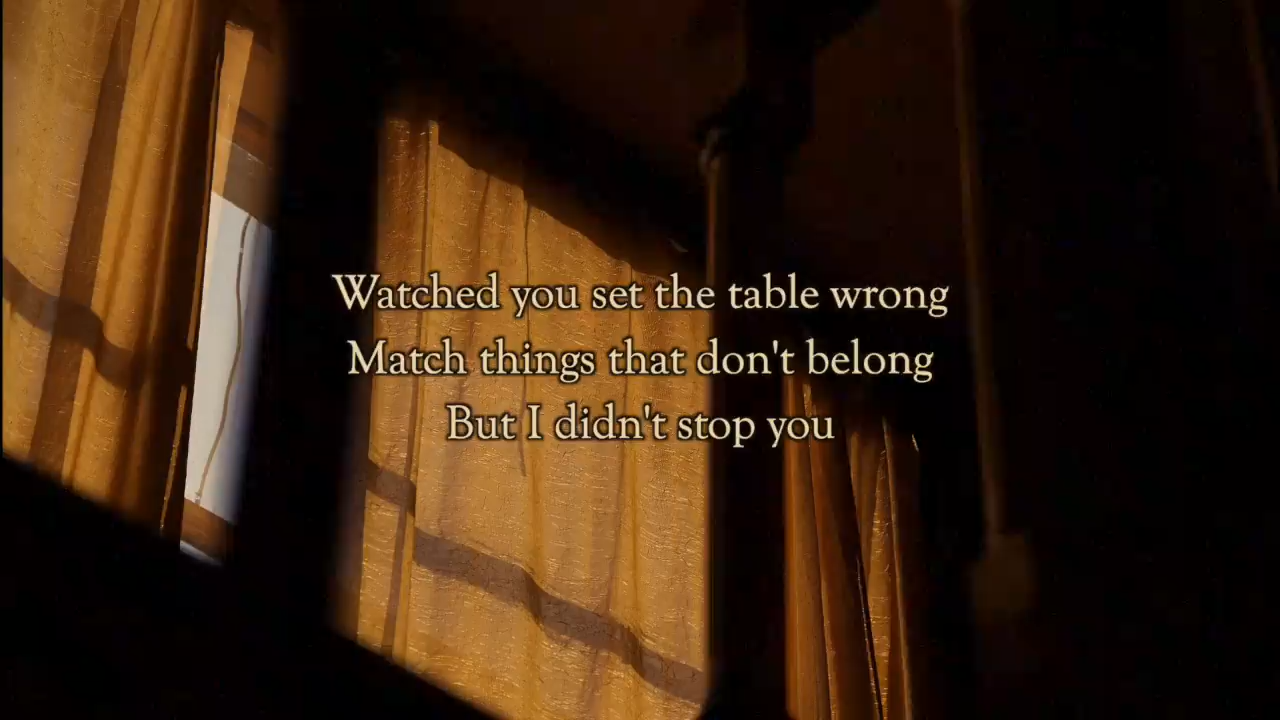 Watched you set the table wrong
Match things that don't belong
But I didn't stop you